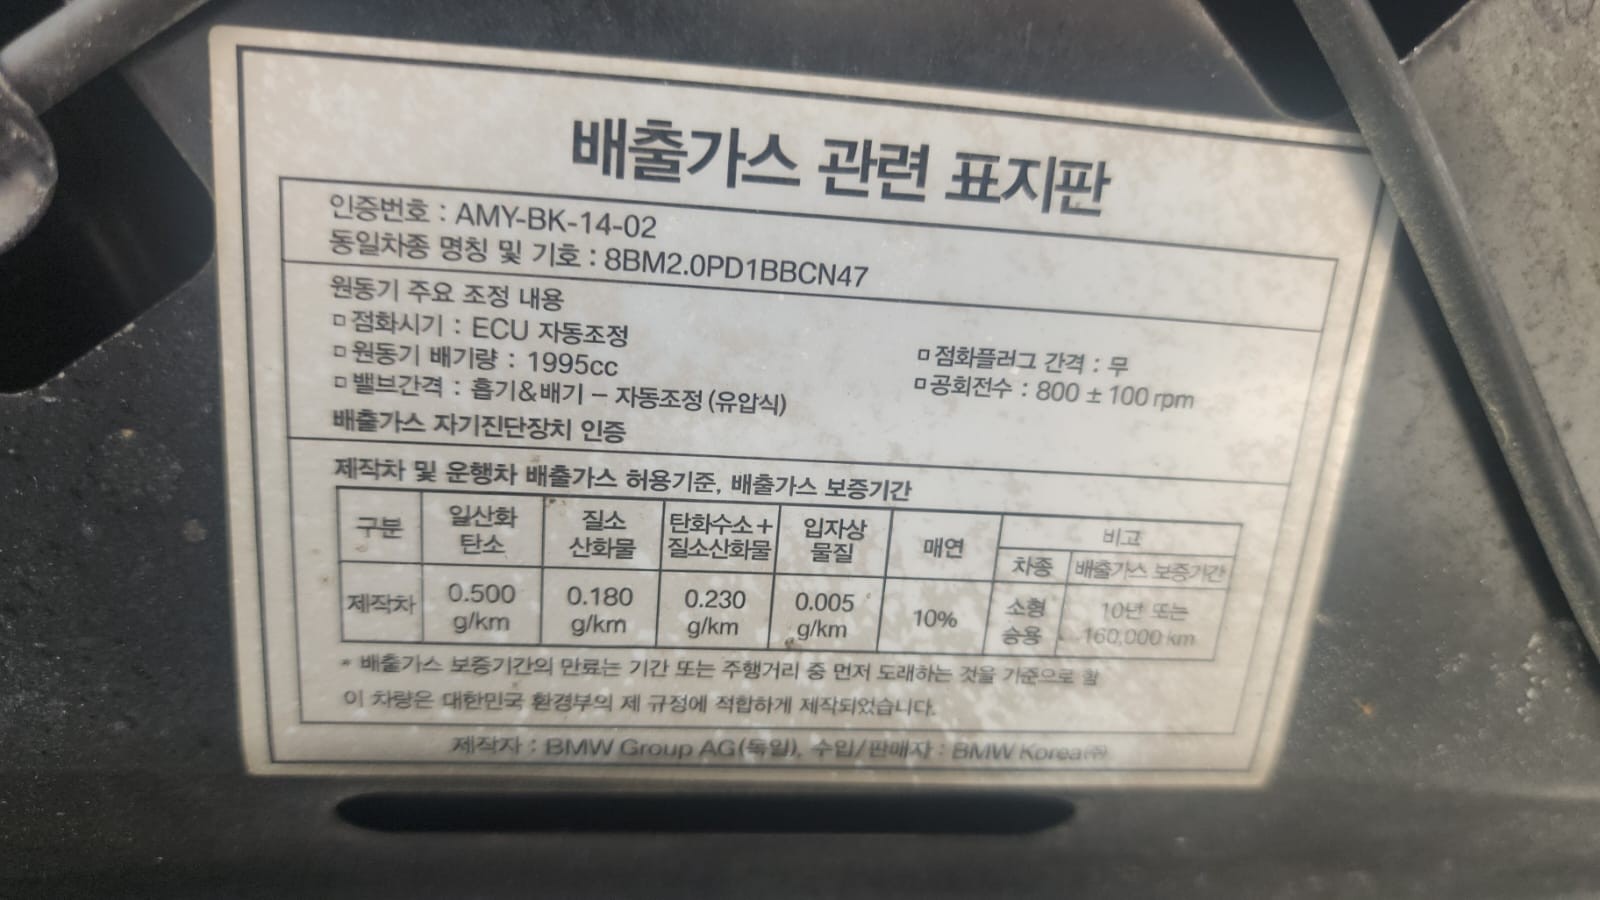 배출가스 관련 표지판
인증번호 : AMY-BK-14-02
동일차종 명칭 및 기호 : 8BM2.0PD1BBCN47
원동기 주요 조정 내용
□ 점화시기 : ECU 자동조정
□ 점화플러그 간격 : 무
□ 원동기 배기량 : 1995cc
□ 공회전수 : 800 ± 100 rpm
□ 밸브간격 : 흡기&배기 - 자동조정 (유압식)
배출가스 자기진단장치 인증
제작차 및 운행차 배출가스 허용기준, 배출가스 보증기간
구분 일산화 탄소 질소 산화물 탄화수소+ 질소산화물 입자상 물질 매연 비고
차종 배출가스 보증기간
제작차 0.500 g/km 0.180 g/km 0.230 g/km 0.005 g/km 10% 소형 승용 10년 또는 160,000 km
* 배출가스 보증기간의 만료는 기간 또는 주행거리 중 먼저 도래하는 것을 기준으로 함
이 차량은 대한민국 환경부의 제 규정에 적합하게 제작되었습니다.
제작자 : BMW Group AG(독일), 수입/판매자 : BMW Korea㈜